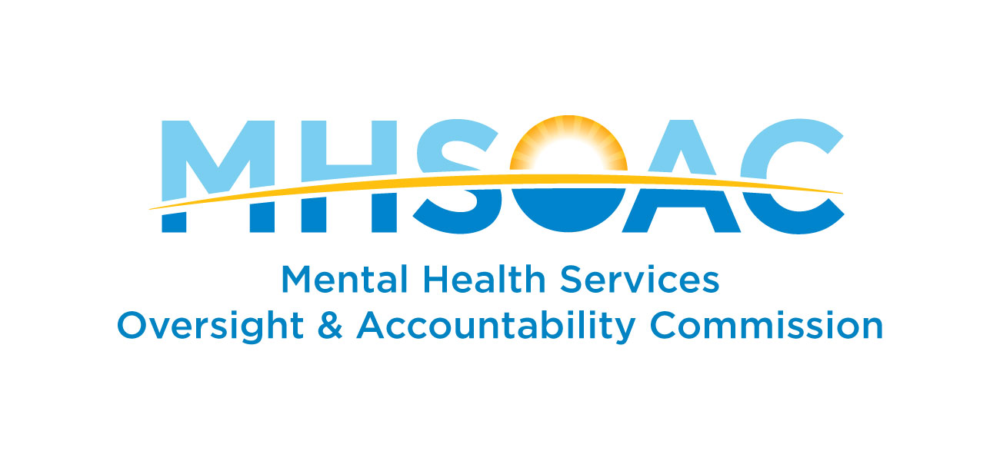 MHSOAC
Mental Health Services
Oversight & Accountability Commission